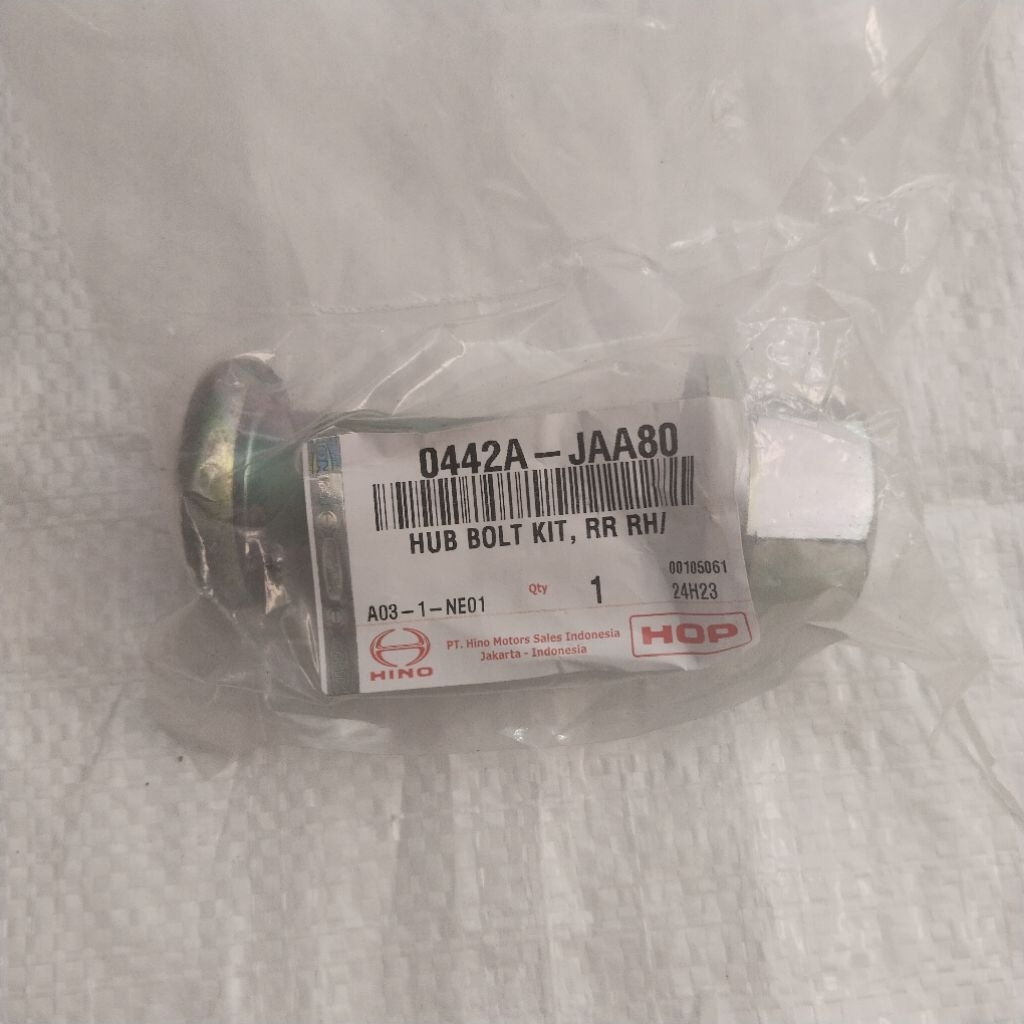 0442A-JAA80
HUB BOLT KIT, RR RH/
00105061
A03-1-NE01 Qty 1 24H23
HINO
PT. Hino Motors Sales Indonesia
Jakarta - Indonesia
HOP